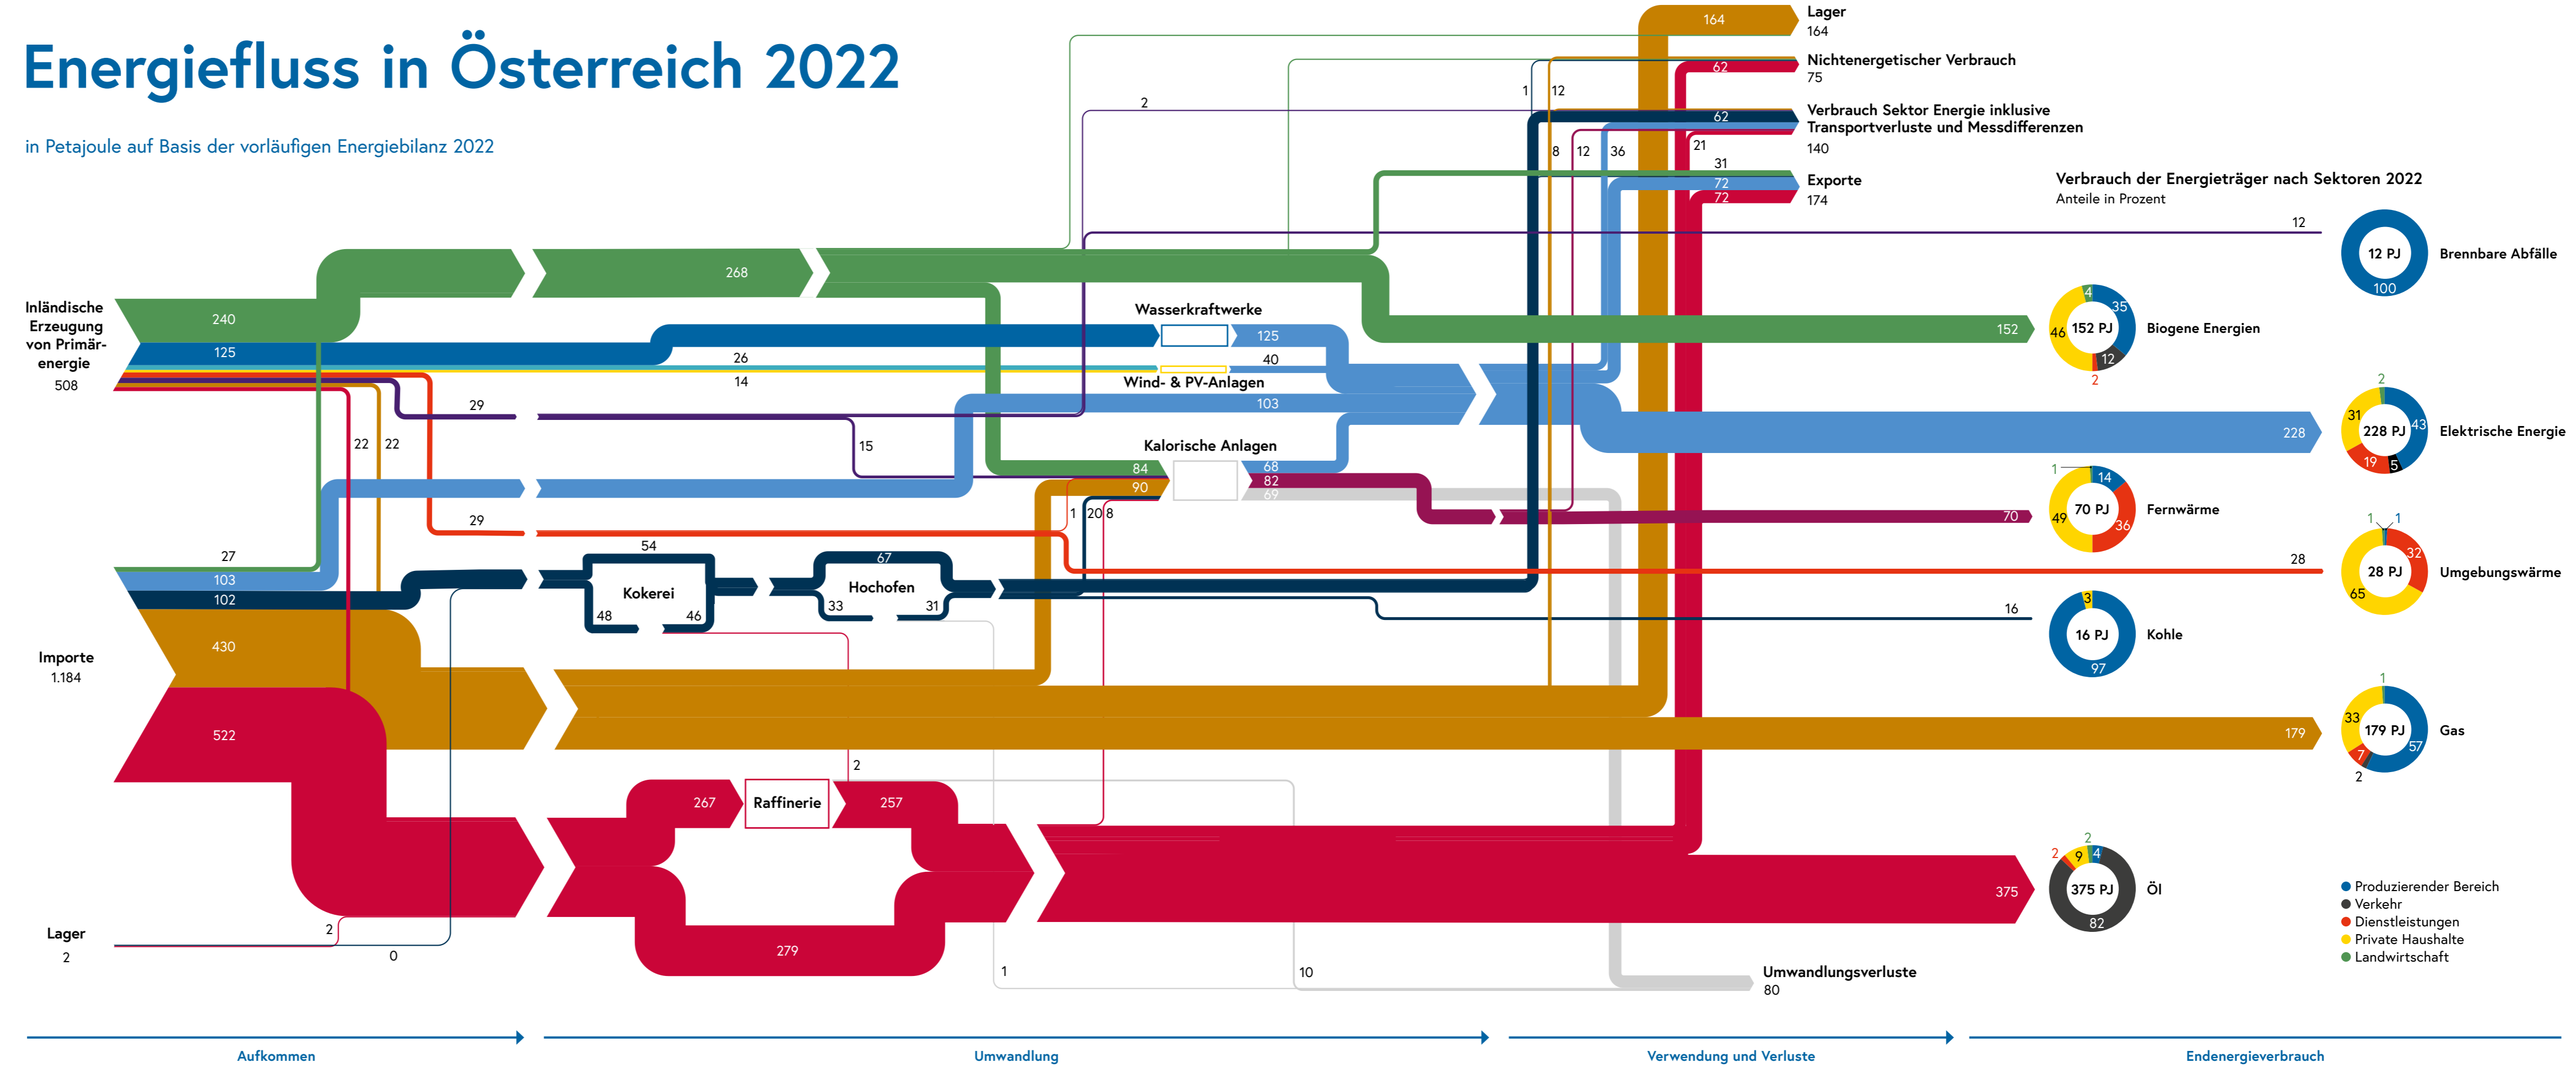 Energiefluss in Österreich 2022
in Petajoule auf Basis der vorläufigen Energiebilanz 2022
Inländische
Erzeugung
von Primär-
energie
508
240
125
26
14
29
22
22
29
15
268
Importe
1.184
27
103
102
430
522
Lager
2
2
0
Wasserkraftwerke
125
40
Wind- & PV-Anlagen
103
Kalorische Anlagen
84
90
1
20
8
68
82
69
54
Kokerei
48
46
67
Hochofen
33
31
2
267
Raffinerie
257
279
1
10
2
164
Lager
164
62
Nichtenergetischer Verbrauch
75
1
12
62
Verbrauch Sektor Energie inklusive
Transportverluste und Messdifferenzen
140
8
12
36
21
31
72
72
Exporte
174
Umwandlungsverluste
80
Verbrauch der Energieträger nach Sektoren 2022
Anteile in Prozent
12
12 PJ
100
Brennbare Abfälle
152
4
35
46
152 PJ
12
2
Biogene Energien
228
2
31
228 PJ
43
19
5
Elektrische Energie
70
1
14
49
70 PJ
36
Fernwärme
28
1
1
32
28 PJ
65
Umgebungswärme
16
3
16 PJ
97
Kohle
179
1
33
179 PJ
57
7
2
Gas
375
2
2
9
4
375 PJ
82
Öl
Produzierender Bereich
Verkehr
Dienstleistungen
Private Haushalte
Landwirtschaft
Aufkommen
Umwandlung
Verwendung und Verluste
Endenergieverbrauch